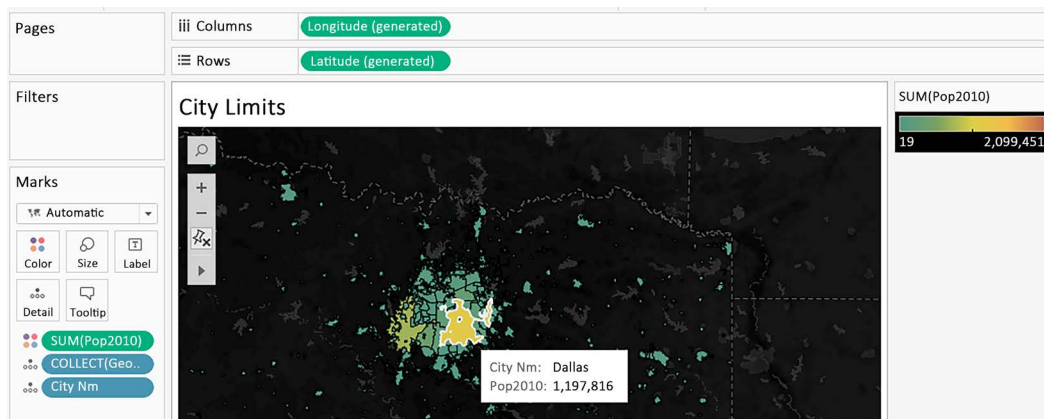 Pages
Columns
Longitude (generated)
Rows
Latitude (generated)
Filters
City Limits
SUM(Pop2010)
19 2,099,451
Marks
Automatic
Color Size Label
T
Detail Tooltip
SUM(Pop2010)
COLLECT(Geo..
City Nm
City Nm: Dallas
Pop2010: 1,197,816